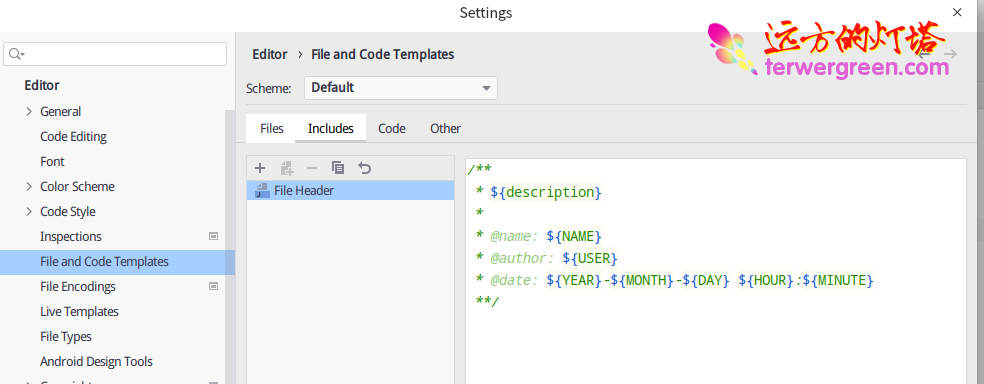 Settings
远方的灯塔
terwergreen.com
Editor › File and Code Templates
Scheme: Default
Files Includes Code Other
File Header
Editor
General
Code Editing
Font
Color Scheme
Code Style
Inspections
File and Code Templates
File Encodings
Live Templates
File Types
Android Design Tools
/**
* ${description}
*
* @name: ${NAME}
* @author: ${USER}
* @date: ${YEAR}-${MONTH}-${DAY} ${HOUR}:${MINUTE}
**/